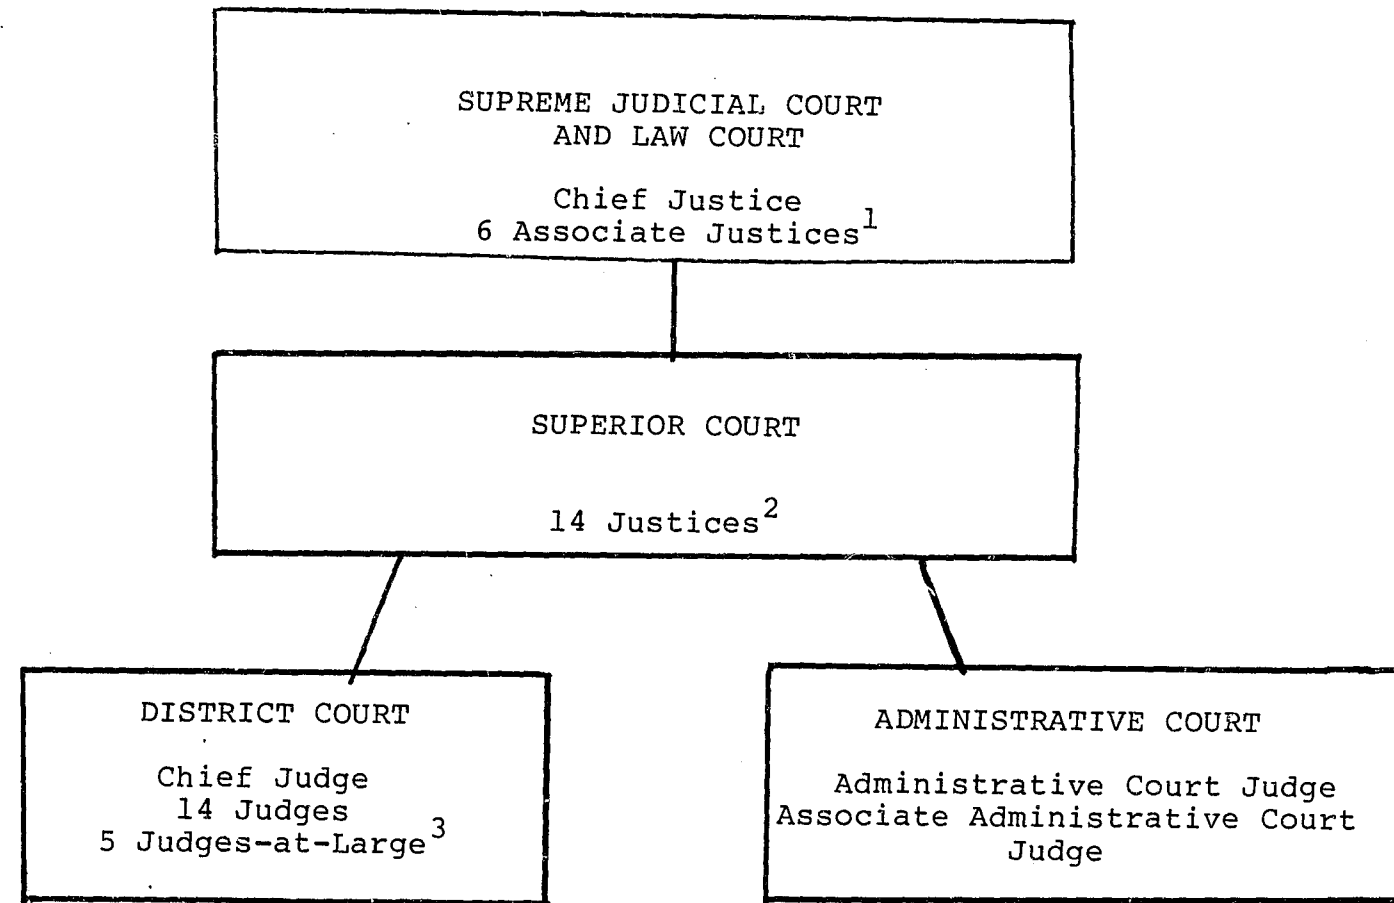 SUPREME JUDICIAL COURT
AND LAW COURT
Chief Justice
6 Associate Justices1
SUPERIOR COURT
14 Justices2
DISTRICT COURT
Chief Judge
14 Judges
5 Judges-at-Large3
ADMINISTRATIVE COURT
Administrative Court Judge
Associate Administrative Court
Judge